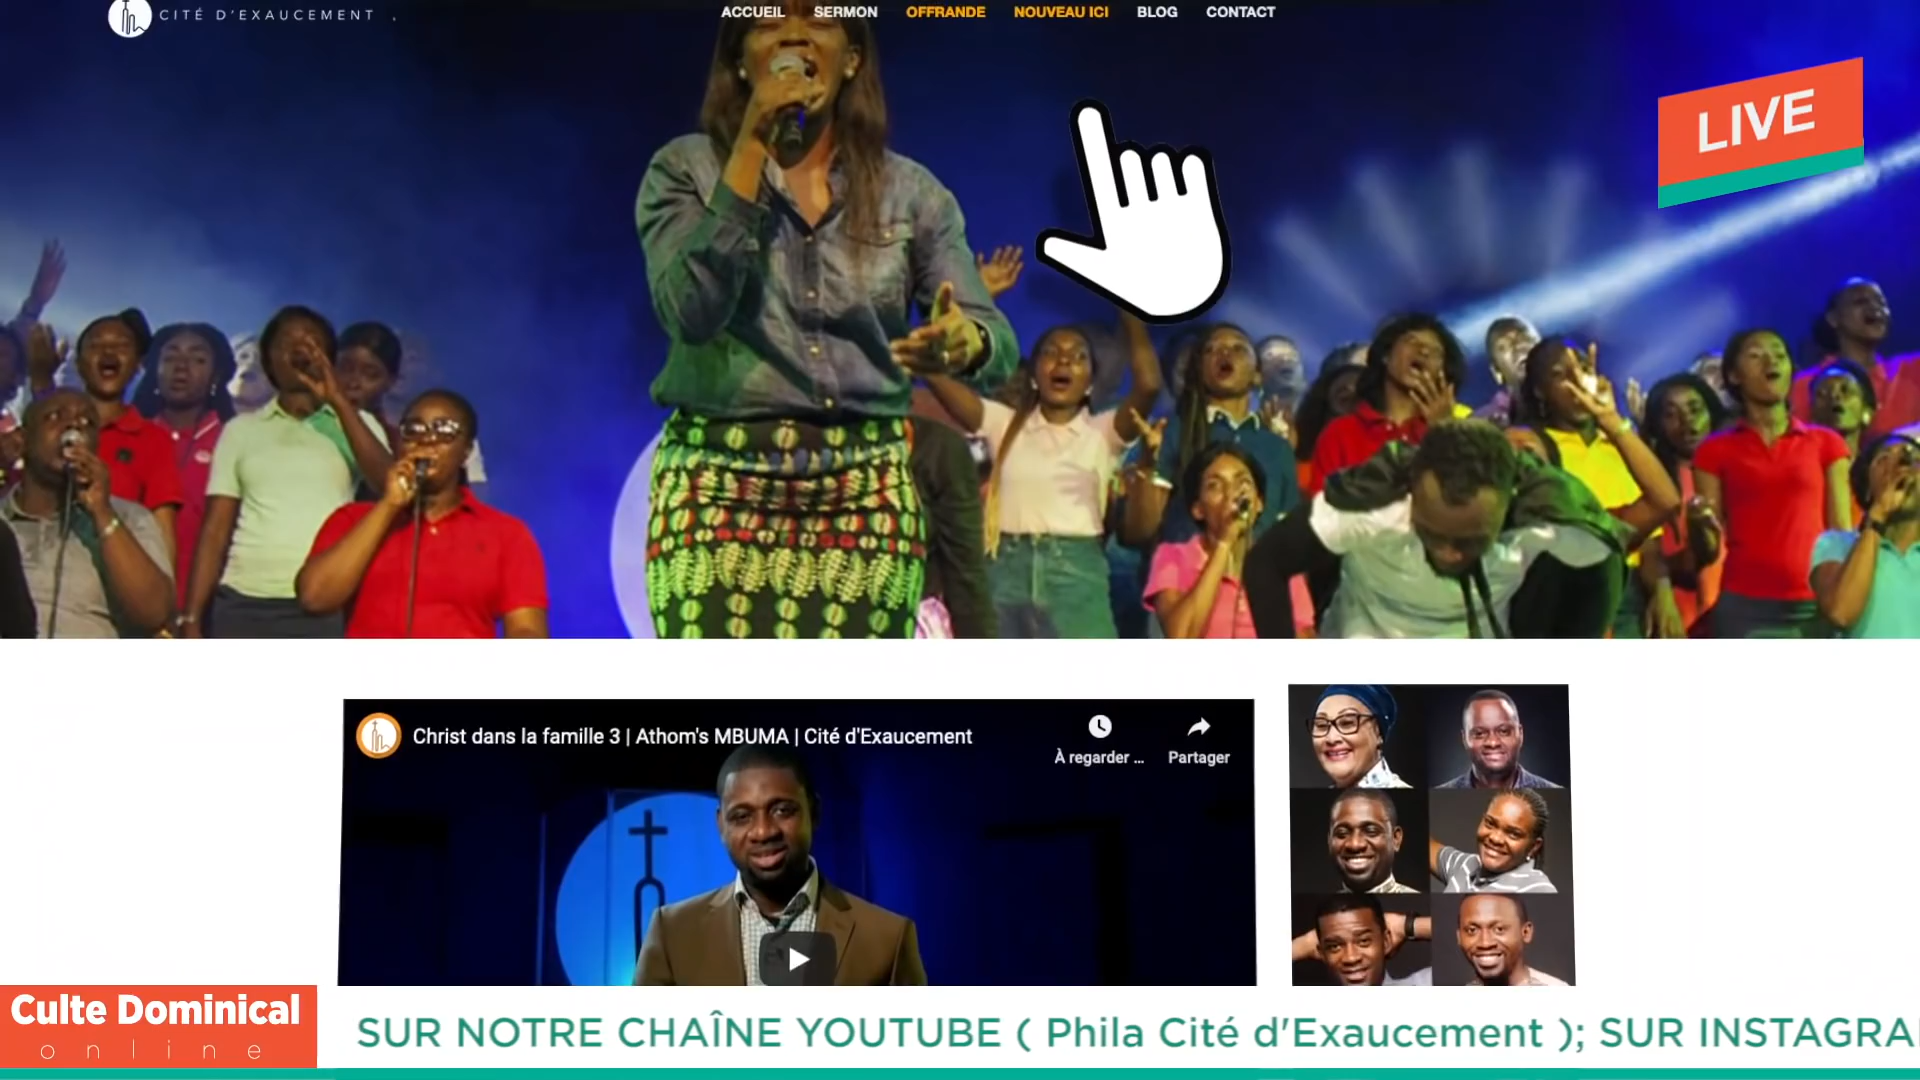 CITÉ D'EXAUCEMENT
ACCUEIL SERMON OFFRANDE NOUVEAU ICI BLOG CONTACT
LIVE
Christ dans la famille 3 | Athom's MBUMA | Cité d'Exaucement
À regarder ... Partager
Culte Dominical
online
SUR NOTRE CHAÎNE YOUTUBE ( Phila Cité d'Exaucement ); SUR INSTAGRA